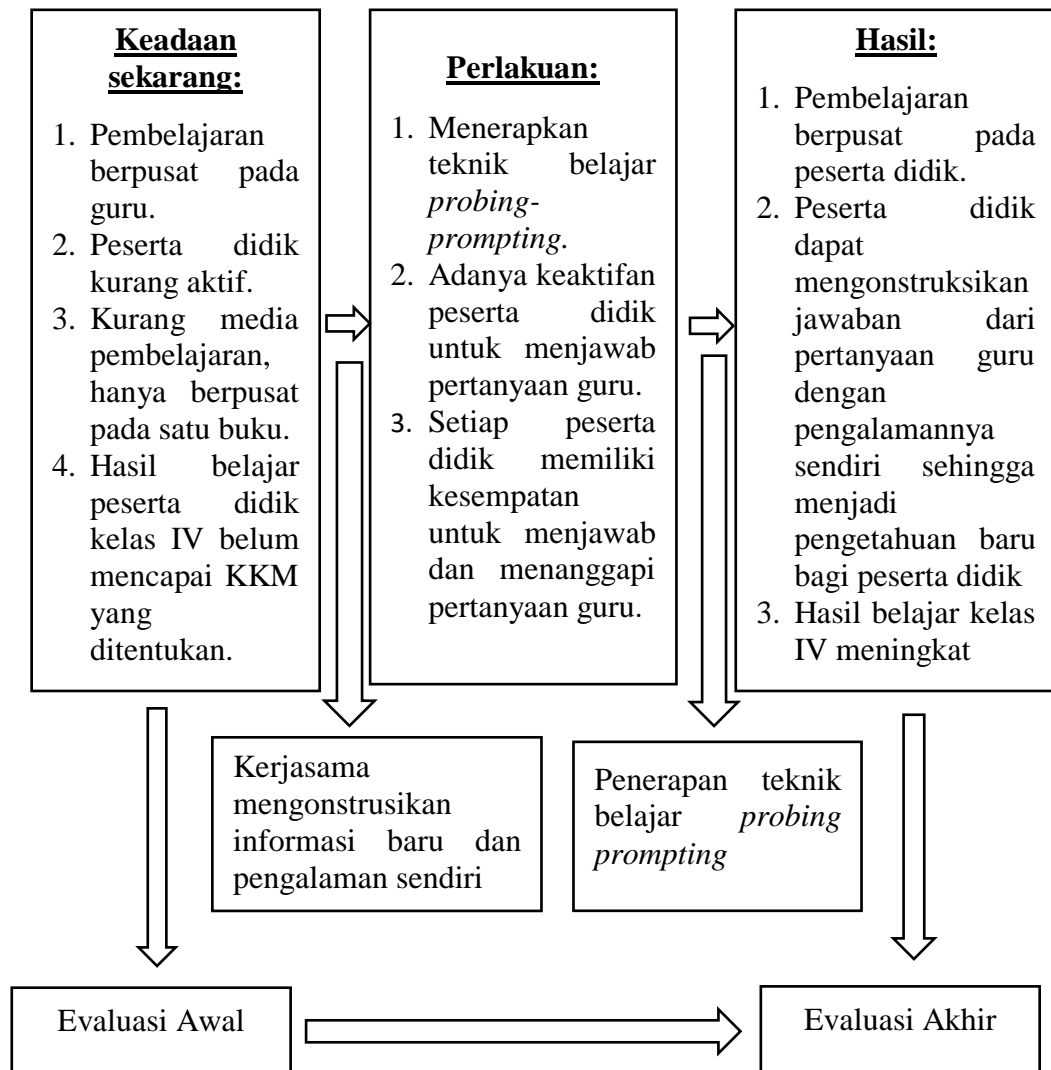 Keadaan
sekarang:
1. Pembelajaran
berpusat pada
guru.
2. Peserta didik
kurang aktif.
3. Kurang media
pembelajaran,
hanya berpusat
pada satu buku.
4. Hasil belajar
peserta didik
kelas IV belum
mencapai KKM
yang
ditentukan.
Perlakuan:
1. Menerapkan
teknik belajar
probing-
prompting.
2. Adanya keaktifan
peserta didik
untuk menjawab
pertanyaan guru.
3. Setiap peserta
didik memiliki
kesempatan
untuk menjawab
dan menanggapi
pertanyaan guru.
Hasil:
1. Pembelajaran
berpusat pada
peserta didik.
2. Peserta didik
dapat
mengonstruksikan
jawaban dari
pertanyaan guru
dengan
pengalamannya
sendiri sehingga
menjadi
pengetahuan baru
bagi peserta didik
3. Hasil belajar kelas
IV meningkat
Kerjasama
mengonstrusikan
informasi baru dan
pengalaman sendiri
Penerapan teknik
belajar probing
prompting
Evaluasi Awal
Evaluasi Akhir